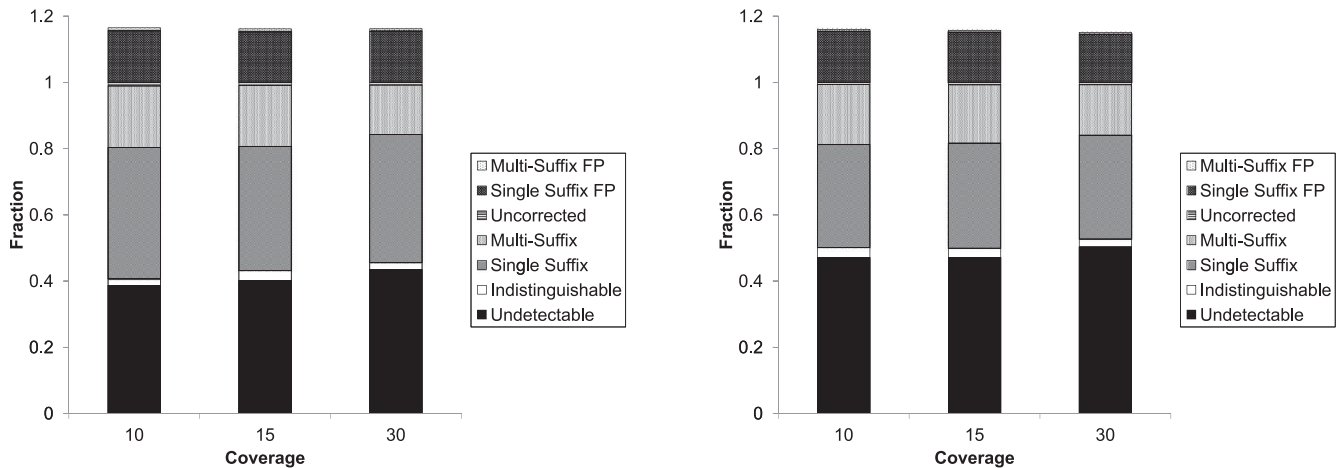 1.2
1
0.8
0.6
0.4
0.2
0
Fraction
10
15
30
Coverage
Multi-Suffix FP
Single Suffix FP
Uncorrected
Multi-Suffix
Single Suffix
Indistinguishable
Undetectable
1.2
1
0.8
0.6
0.4
0.2
0
Fraction
10
15
30
Coverage
Multi-Suffix FP
Single Suffix FP
Uncorrected
Multi-Suffix
Single Suffix
Indistinguishable
Undetectable